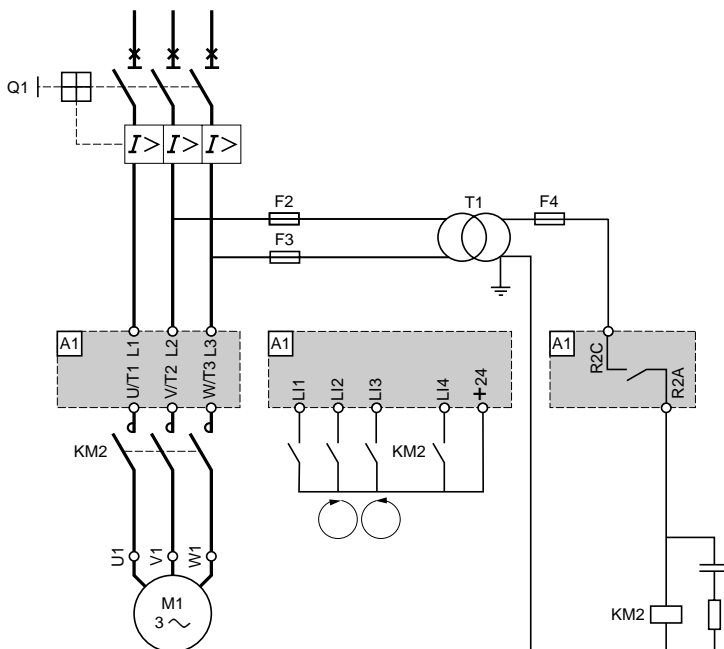 Q1
I> I> I>
F2
T1
F4
F3
A1
L1
L2
L3
U/T1
V/T2
W/T3
A1
LI1
LI2
LI3
LI4
+24
A1
R2C
R2A
KM2
KM2
U1
V1
W1
M1
3
KM2